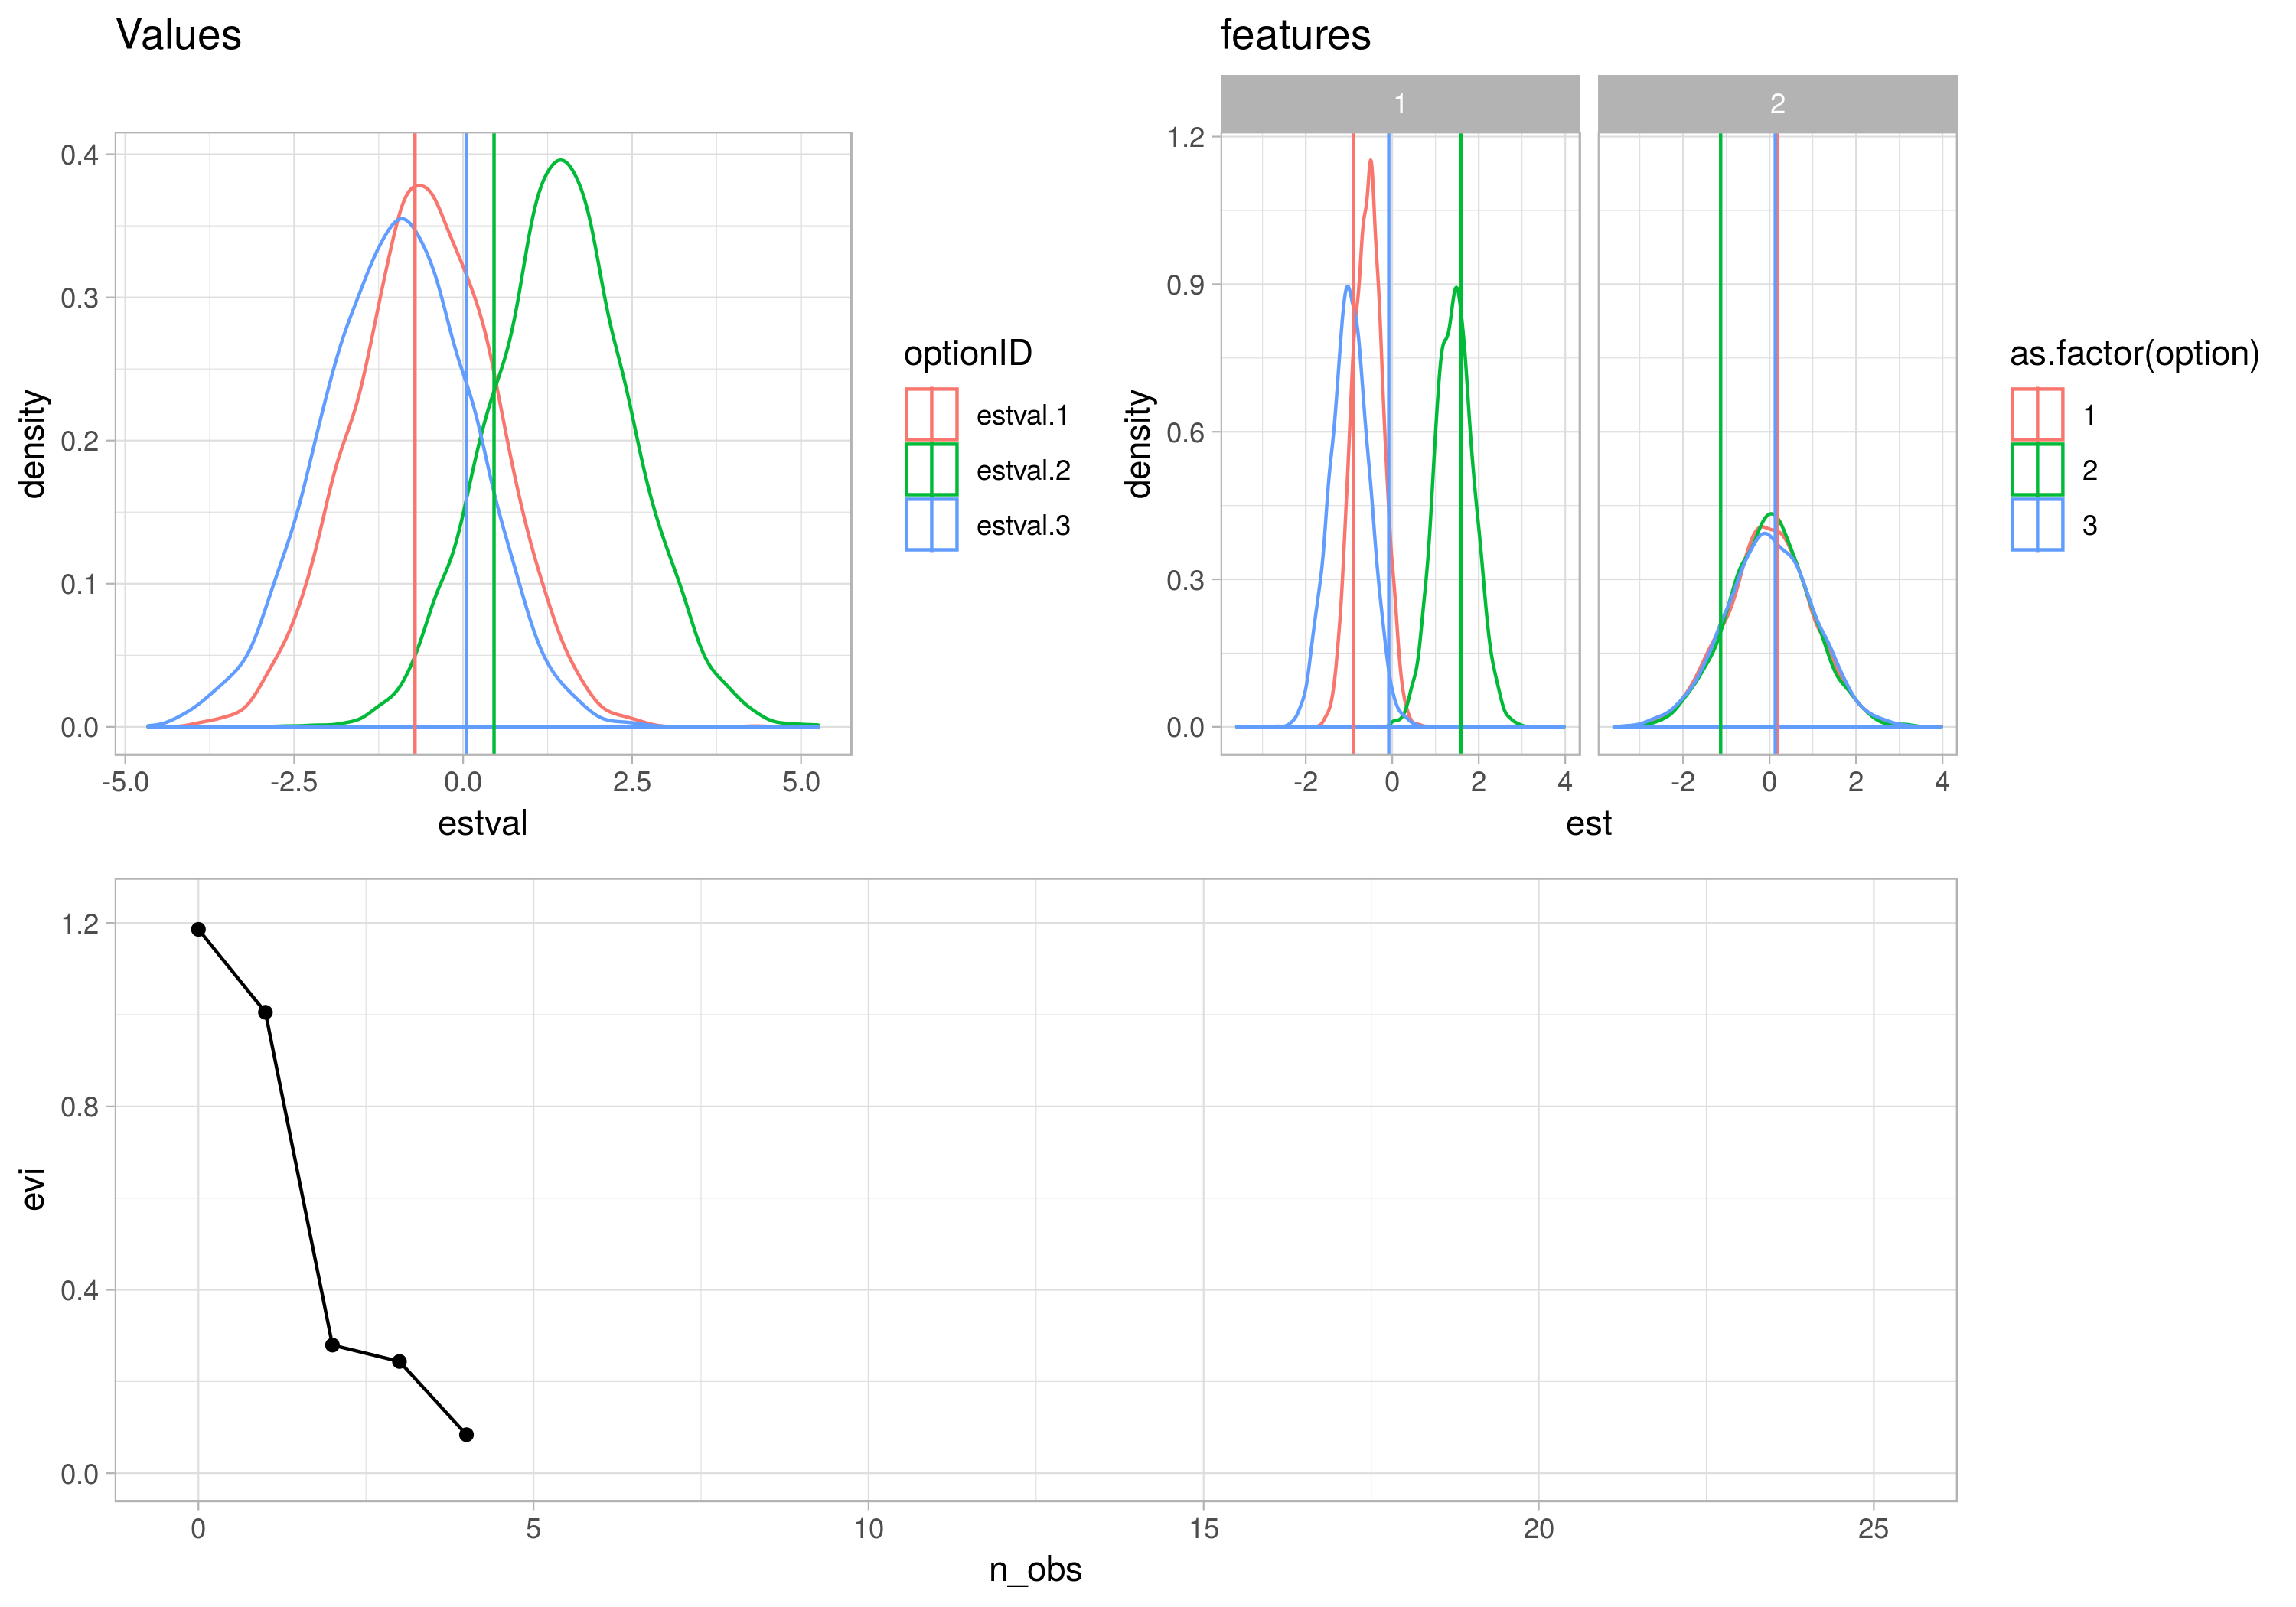 Values
0.4
0.3
0.2
0.1
0.0
density
-5.0 -2.5 0.0 2.5 5.0
estval
optionID
estval.1
estval.2
estval.3
features
1 2
1.2
0.9
0.6
0.3
0.0
density
-2 0 2 4 -2 0 2 4
est
as.factor(option)
1
2
3
1.2
0.8
0.4
0.0
evi
0 5 10 15 20 25
n_obs